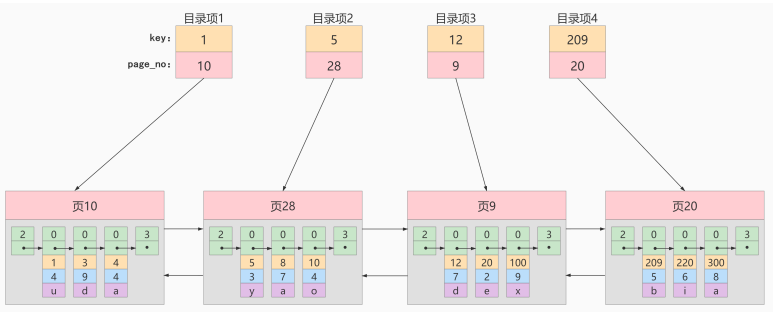 目录项1 目录项2 目录项3 目录项4
key: 1 5 12 209
page_no: 10 28 9 20
页10 页28 页9 页20
2 0 0 0 3 2 0 0 0 3 2 0 0 0 3 2 0 0 0 3
1 3 4 5 8 10 12 20 100 209 220 300
4 9 4 3 7 4 7 2 9 5 6 8
u d a y a o d e x b i a